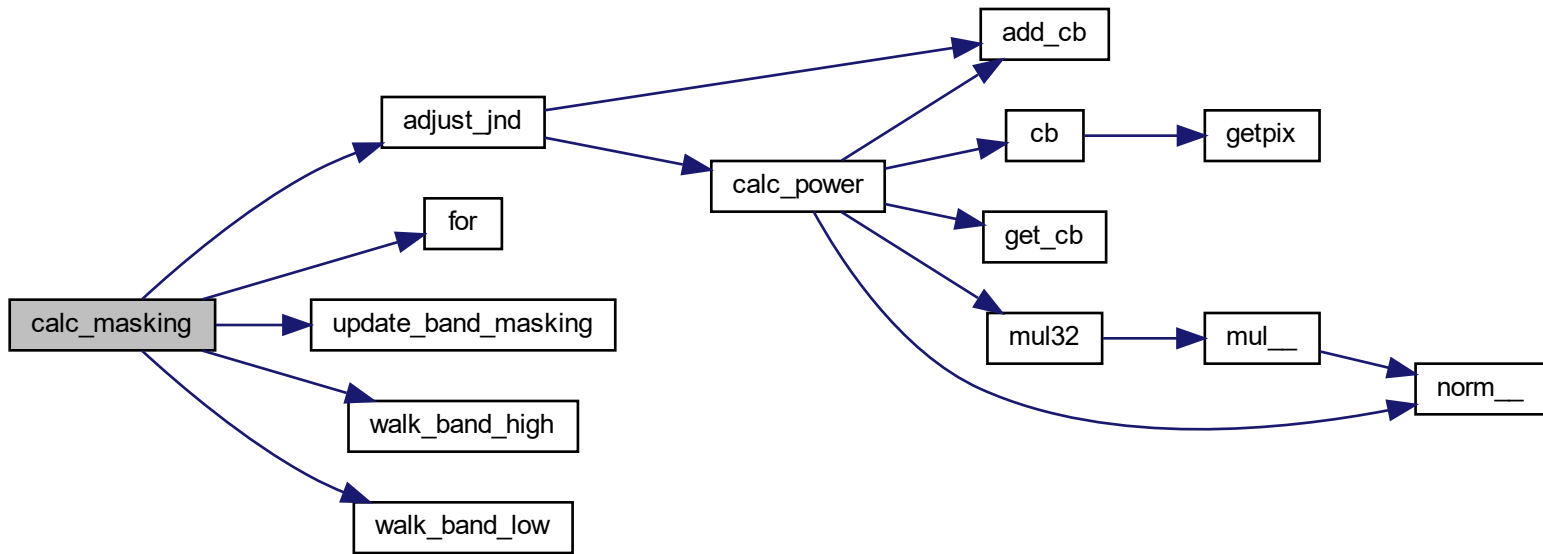 add_cb
adjust_jnd
cb
getpix
calc_power
for
get_cb
calc_masking
update_band_masking
mul32
mul__
norm__
walk_band_high
walk_band_low